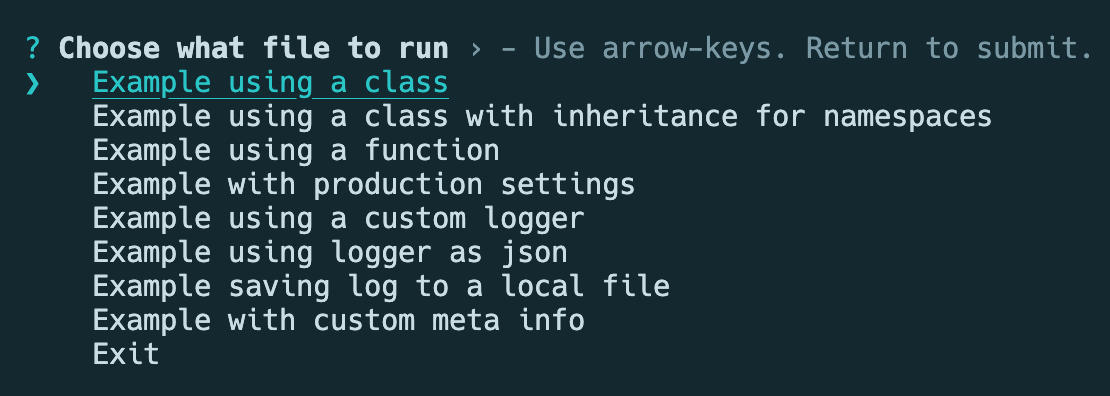 ? Choose what file to run › - Use arrow-keys. Return to submit.
❯ Example using a class
Example using a class with inheritance for namespaces
Example using a function
Example with production settings
Example using a custom logger
Example using logger as json
Example saving log to a local file
Example with custom meta info
Exit